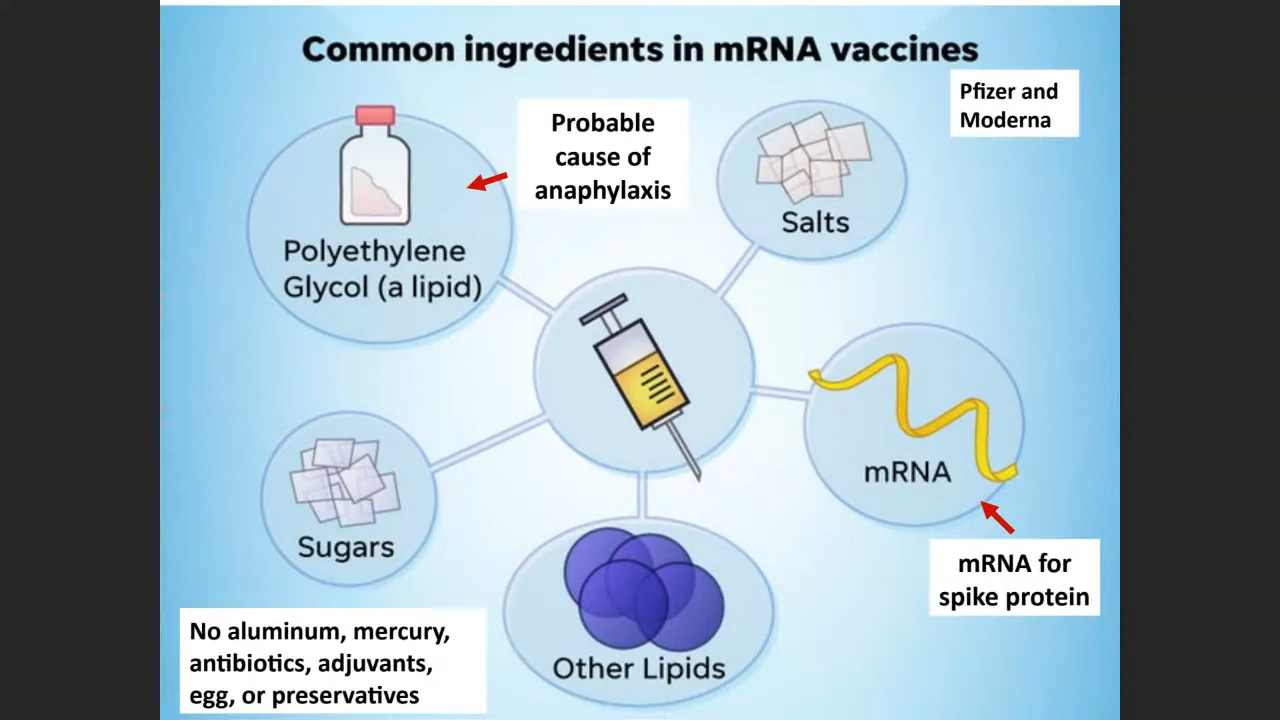 Common ingredients in mRNA vaccines
Pfizer and
Moderna
Probable
cause of
anaphylaxis
Salts
Polyethylene
Glycol (a lipid)
mRNA
mRNA for
spike protein
Sugars
Other Lipids
No aluminum, mercury,
antibiotics, adjuvants,
egg, or preservatives